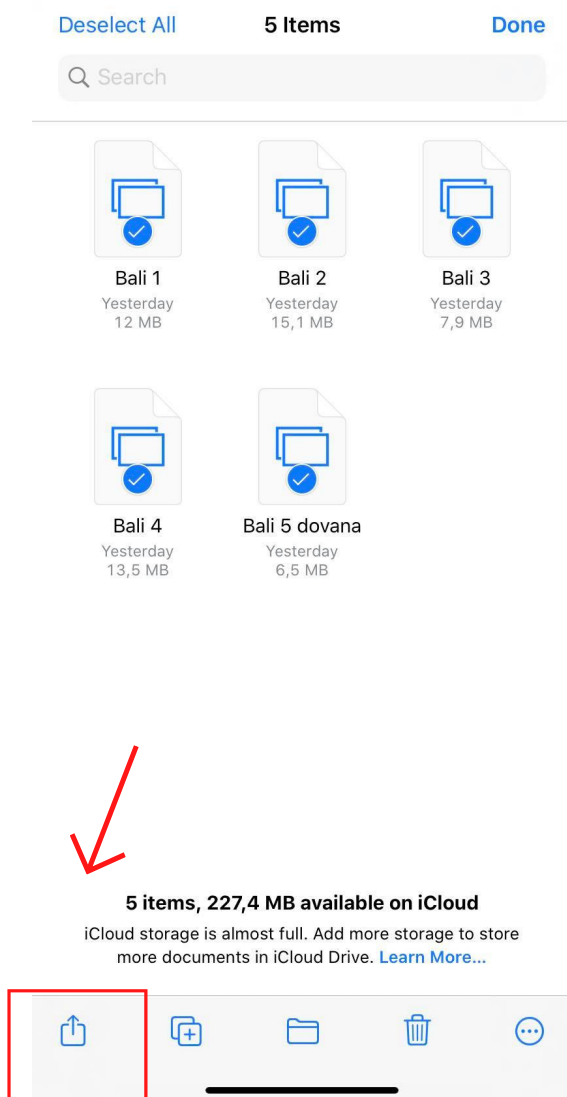 Deselect All 5 Items Done
Search
Bali 1 Bali 2 Bali 3
Yesterday Yesterday Yesterday
12 MB 15,1 MB 7,9 MB
Bali 4 Bali 5 dovana
Yesterday Yesterday
13,5 MB 6,5 MB
5 items, 227,4 MB available on iCloud
iCloud storage is almost full. Add more storage to store
more documents in iCloud Drive. Learn More...